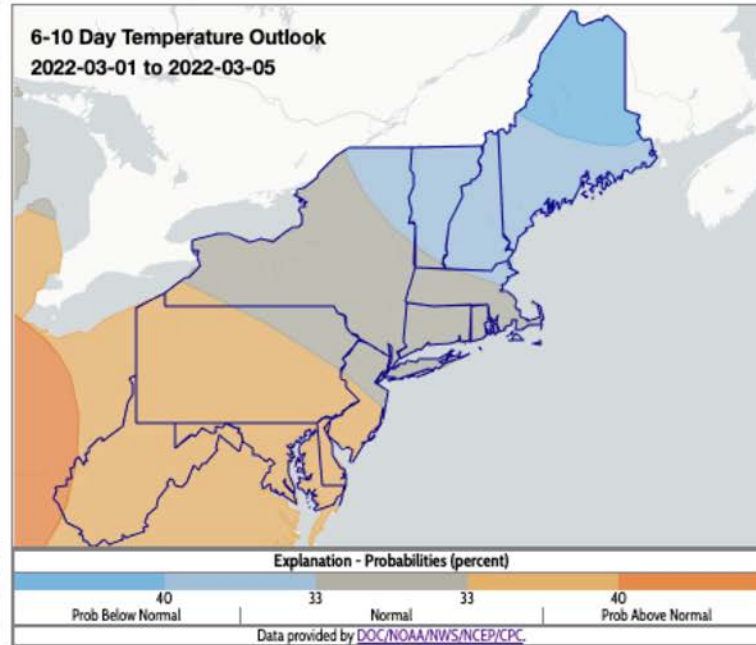 6-10 Day Temperature Outlook
2022-03-01 to 2022-03-05
Explanation - Probabilities (percent)
40 33 33 40
Prob Below Normal Normal Prob Above Normal
Data provided by DOC/NOAA/NWS/NCEP/CPC.